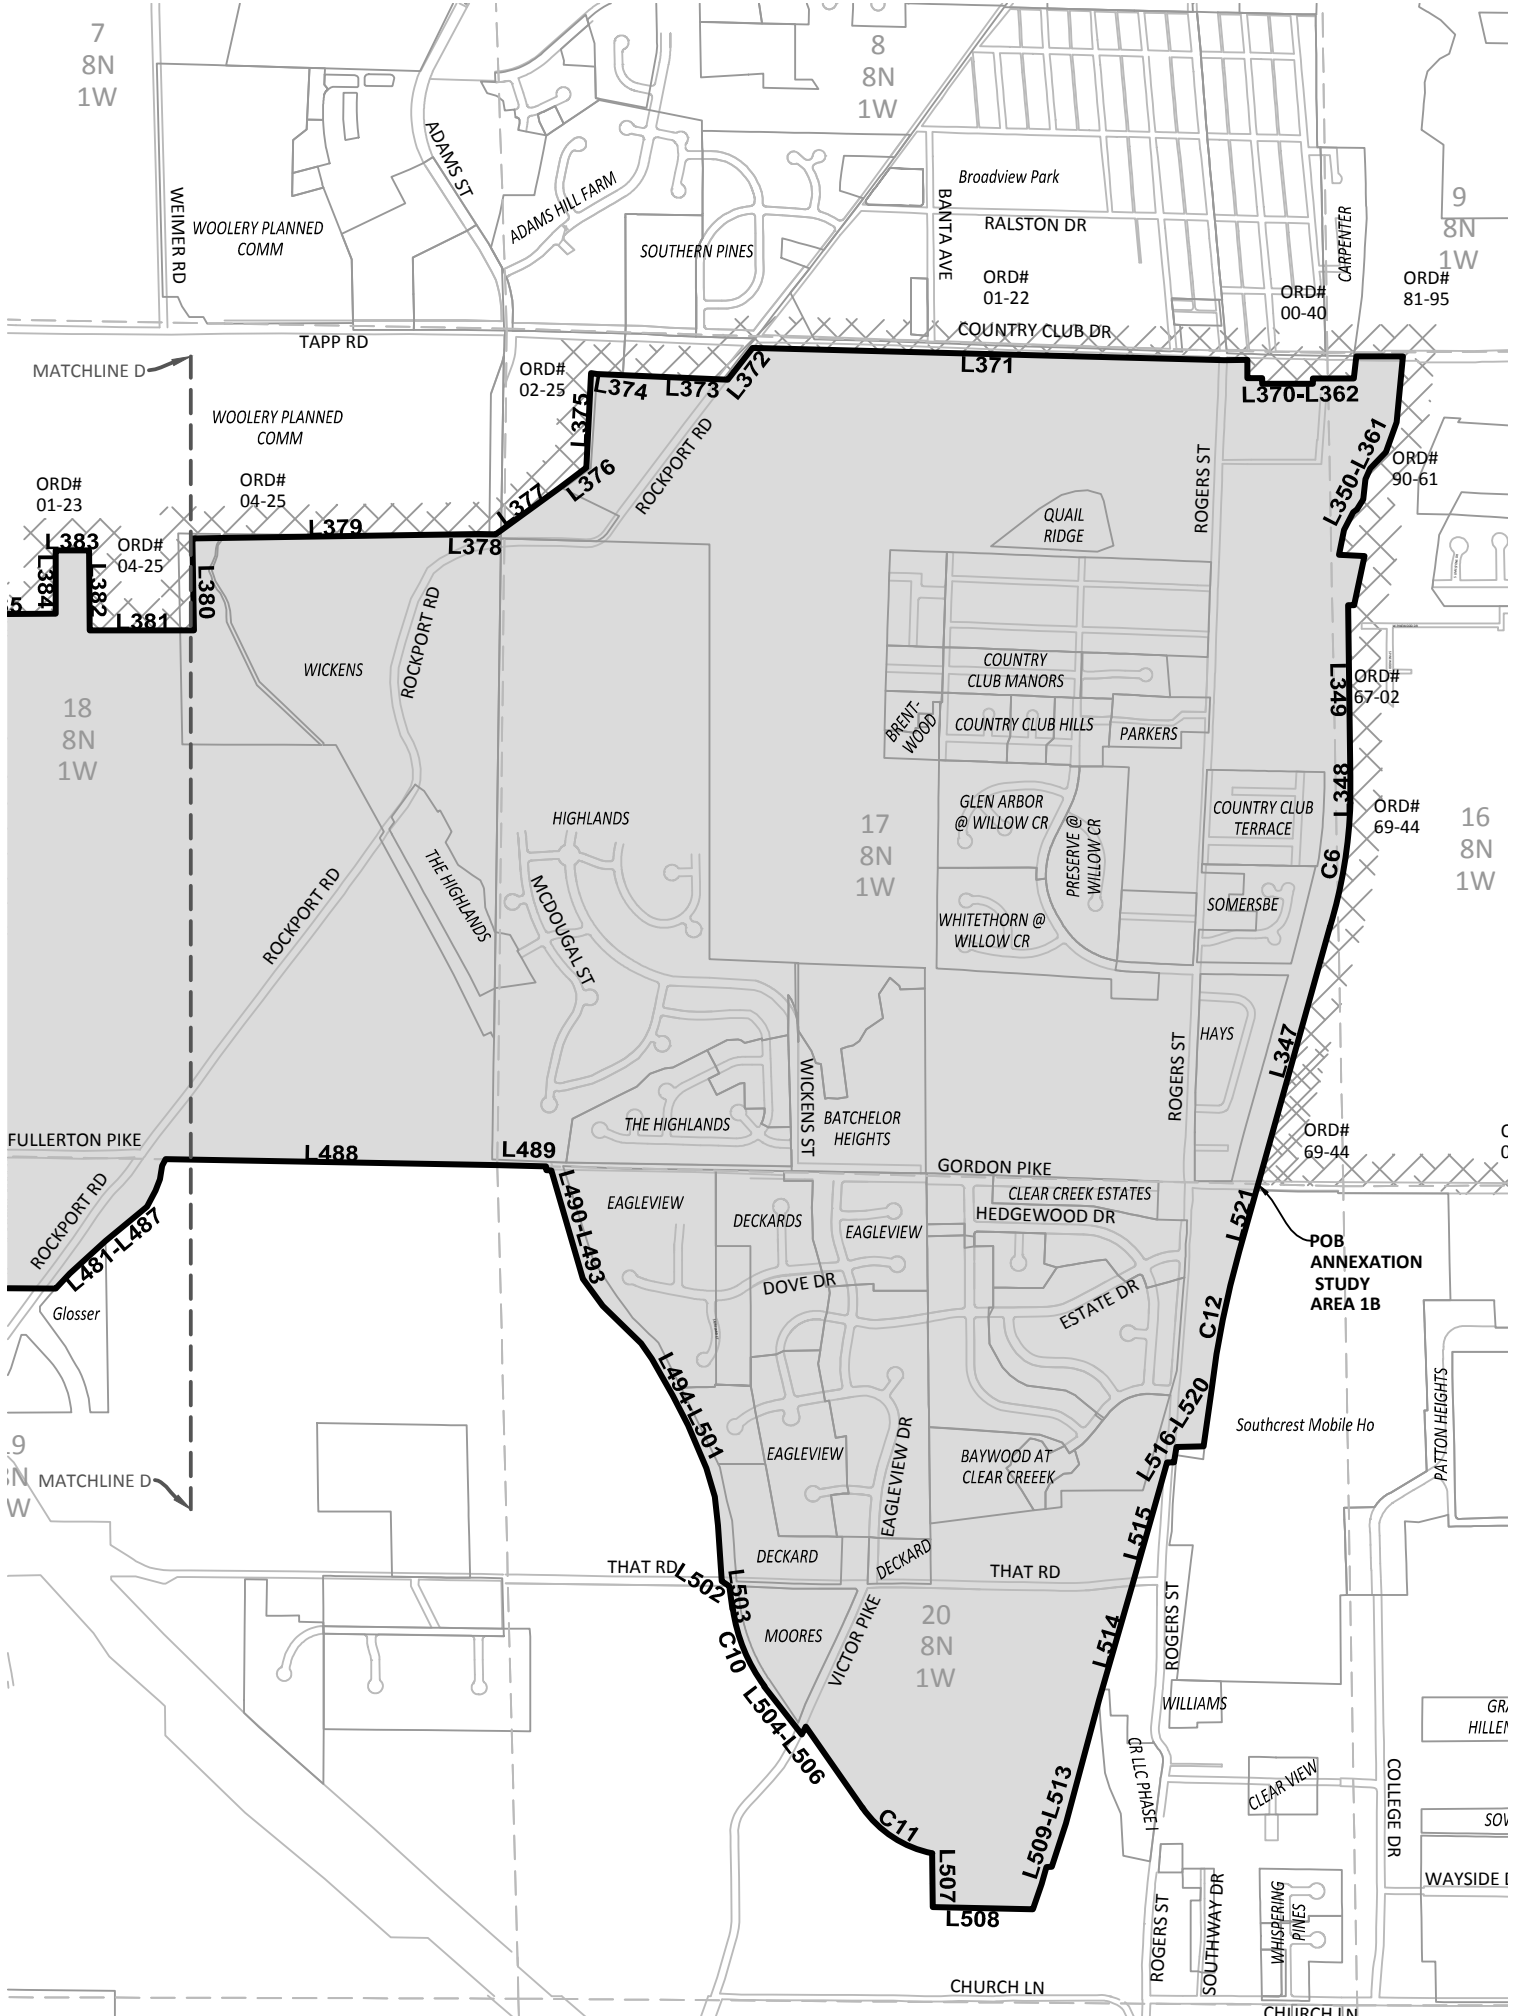 7
8N
1W
8
8N
1W
9
8N
1W
WEIMER RD
WOOLERY PLANNED
COMM
ADAMS ST
ADAMS HILL FARM
SOUTHERN PINES
Broadview Park
BANTA AVE
RALSTON DR
CARPENTER
ORD#
01-22
ORD#
00-40
ORD#
81-95
TAPP RD
COUNTRY CLUB DR
MATCHLINE D
ORD#
02-25
L371
L372
L373
L374
L375
L376
L377
L370-L362
L350-L361
WOOLERY PLANNED
COMM
ROCKPORT RD
ROGERS ST
ORD#
90-61
ORD#
01-23
ORD#
04-25
L379
L378
L383
ORD#
04-25
L384
L382
L380
L381
QUAIL
RIDGE
WICKENS
ROCKPORT RD
COUNTRY
CLUB MANORS
L349
ORD#
67-02
18
8N
1W
BRENT-
WOOD
COUNTRY CLUB HILLS
PARKERS
L348
HIGHLANDS
GLEN ARBOR
@ WILLOW CR
PRESERVE @
WILLOW CR
COUNTRY CLUB
TERRACE
ORD#
69-44
17
8N
1W
16
8N
1W
C6
THE HIGHLANDS
ROCKPORT RD
MCDOUGAL ST
WHITETHORN @
WILLOW CR
SOMERSBE
HAYS
ROGERS ST
L347
WICKENS ST
THE HIGHLANDS
BATCHELOR
HEIGHTS
ORD#
69-44
FULLERTON PIKE
L488
L489
GORDON PIKE
ROCKPORT RD
L481-L487
L490-L493
EAGLEVIEW
DECKARDS
EAGLEVIEW
CLEAR CREEK ESTATES
HEDGEWOOD DR
L521
POB
ANNEXATION
STUDY
AREA 1B
DOVE DR
ESTATE DR
C12
Glosser
L494-L501
EAGLEVIEW
EAGLEVIEW DR
BAYWOOD AT
CLEAR CREEEK
L516-L520
Southcrest Mobile Ho
PATTON HEIGHTS
MATCHLINE D
L515
DECKARD
DECKARD
THAT RD
THAT RD
L502
L503
MOORES
VICTOR PIKE
20
8N
1W
L514
ROGERS ST
C10
L504-L506
WILLIAMS
CR LLC PHASE I
CLEAR VIEW
COLLEGE DR
C11
L509-L513
L507
L508
WAYSIDE
ROGERS ST
SOUTHWAY DR
WHISPERING
PINES
CHURCH LN
CHURCH LN